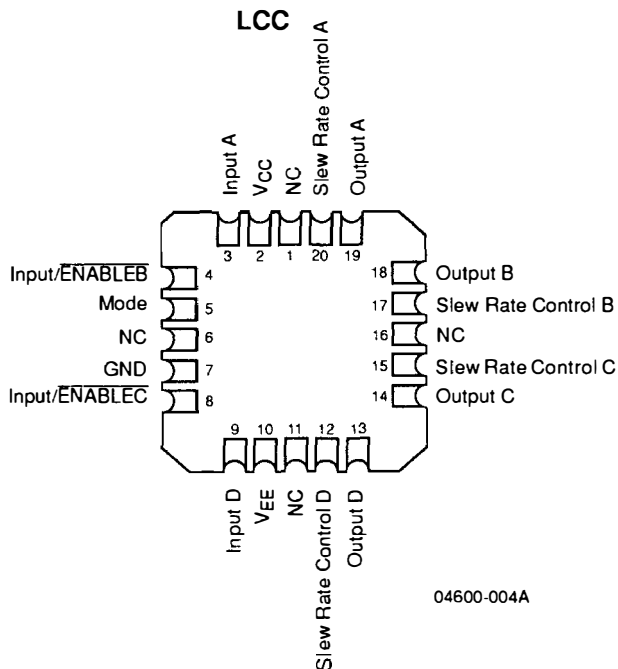 LCC
Input A
VCC
NC
Slew Rate Control A
Output A
3
2
1
20
19
Input/ENABLEB
4
Mode
5
NC
6
GND
7
Input/ENABLEC
8
18
Output B
17
Slew Rate Control B
16
NC
15
Slew Rate Control C
14
Output C
9
10
11
12
13
Input D
VEE
NC
Slew Rate Control D
Output D
04600-004A